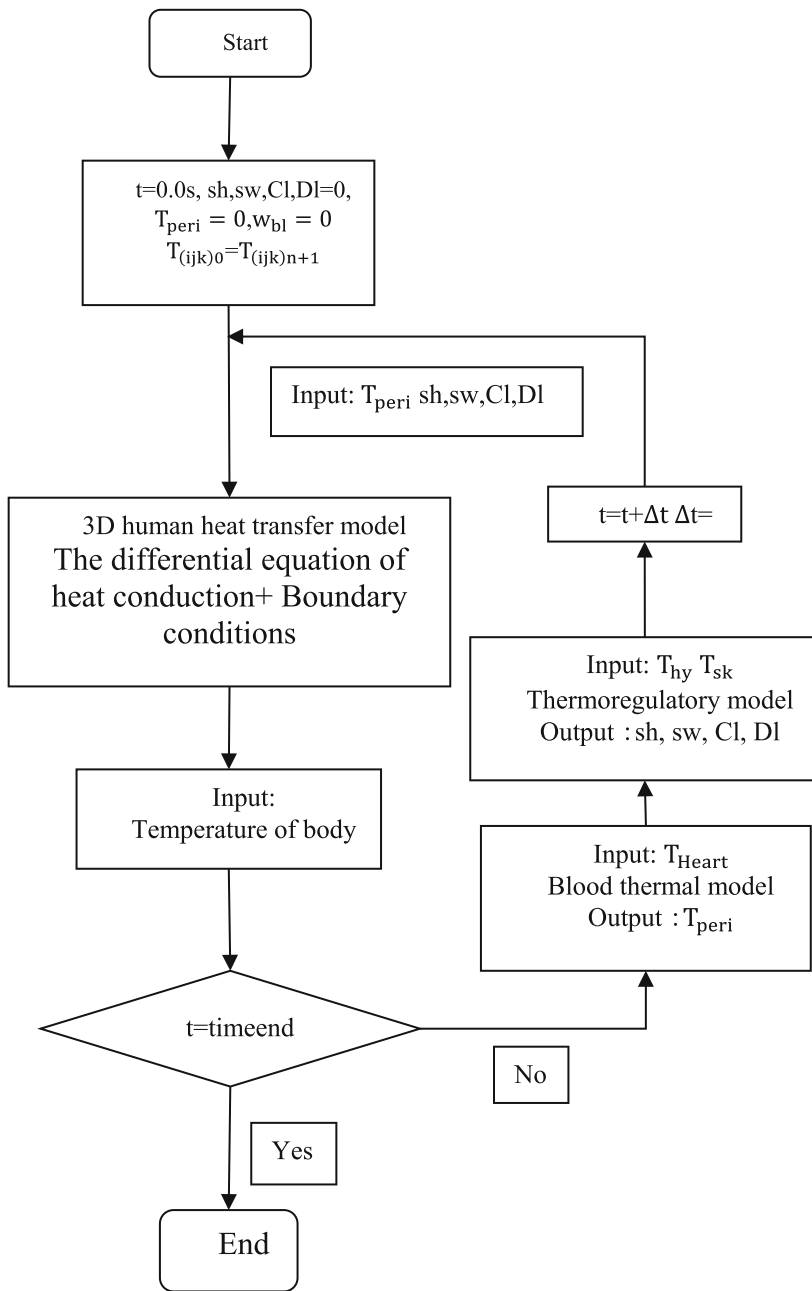 Start
t=0.0s, sh,sw,Cl,Dl=0,
T_peri = 0,w_bl = 0
T_(ijk)0=T_(ijk)n+1
Input: T_peri sh,sw,Cl,Dl
3D human heat transfer model
The differential equation of
heat conduction+ Boundary
conditions
t=t+Δt Δt=
Input: T_hy T_sk
Thermoregulatory model
Output：sh, sw, Cl, Dl
Input:
Temperature of body
Input: T_Heart
Blood thermal model
Output：T_peri
t=timeend
No
Yes
End